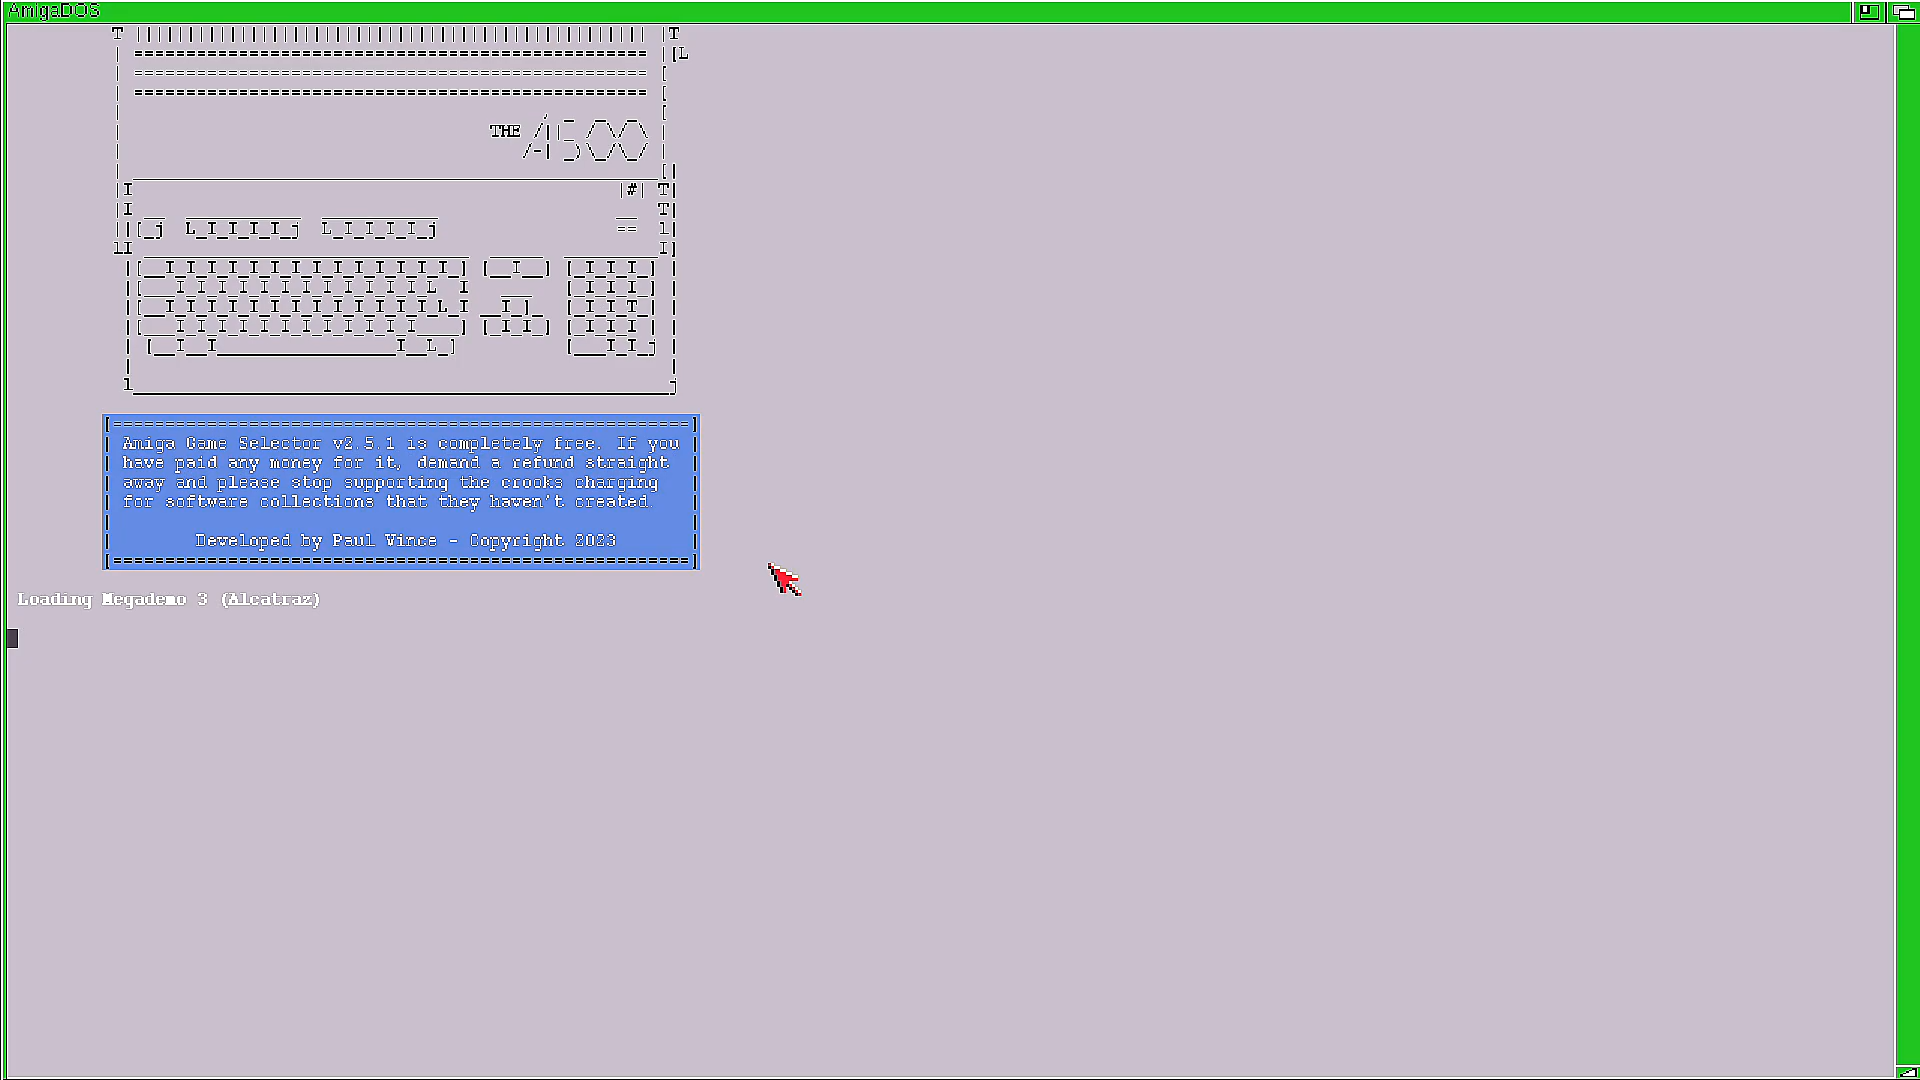 AmigaDOS
THE A500
Amiga Game Selector v2.5.1 is completely free. If you
have paid any money for it, demand a refund straight
away and please stop supporting the crooks charging
for software collections that they haven't created.
Developed by Paul Vince - Copyright 2023
Loading Megademo 3 (Alcatraz)